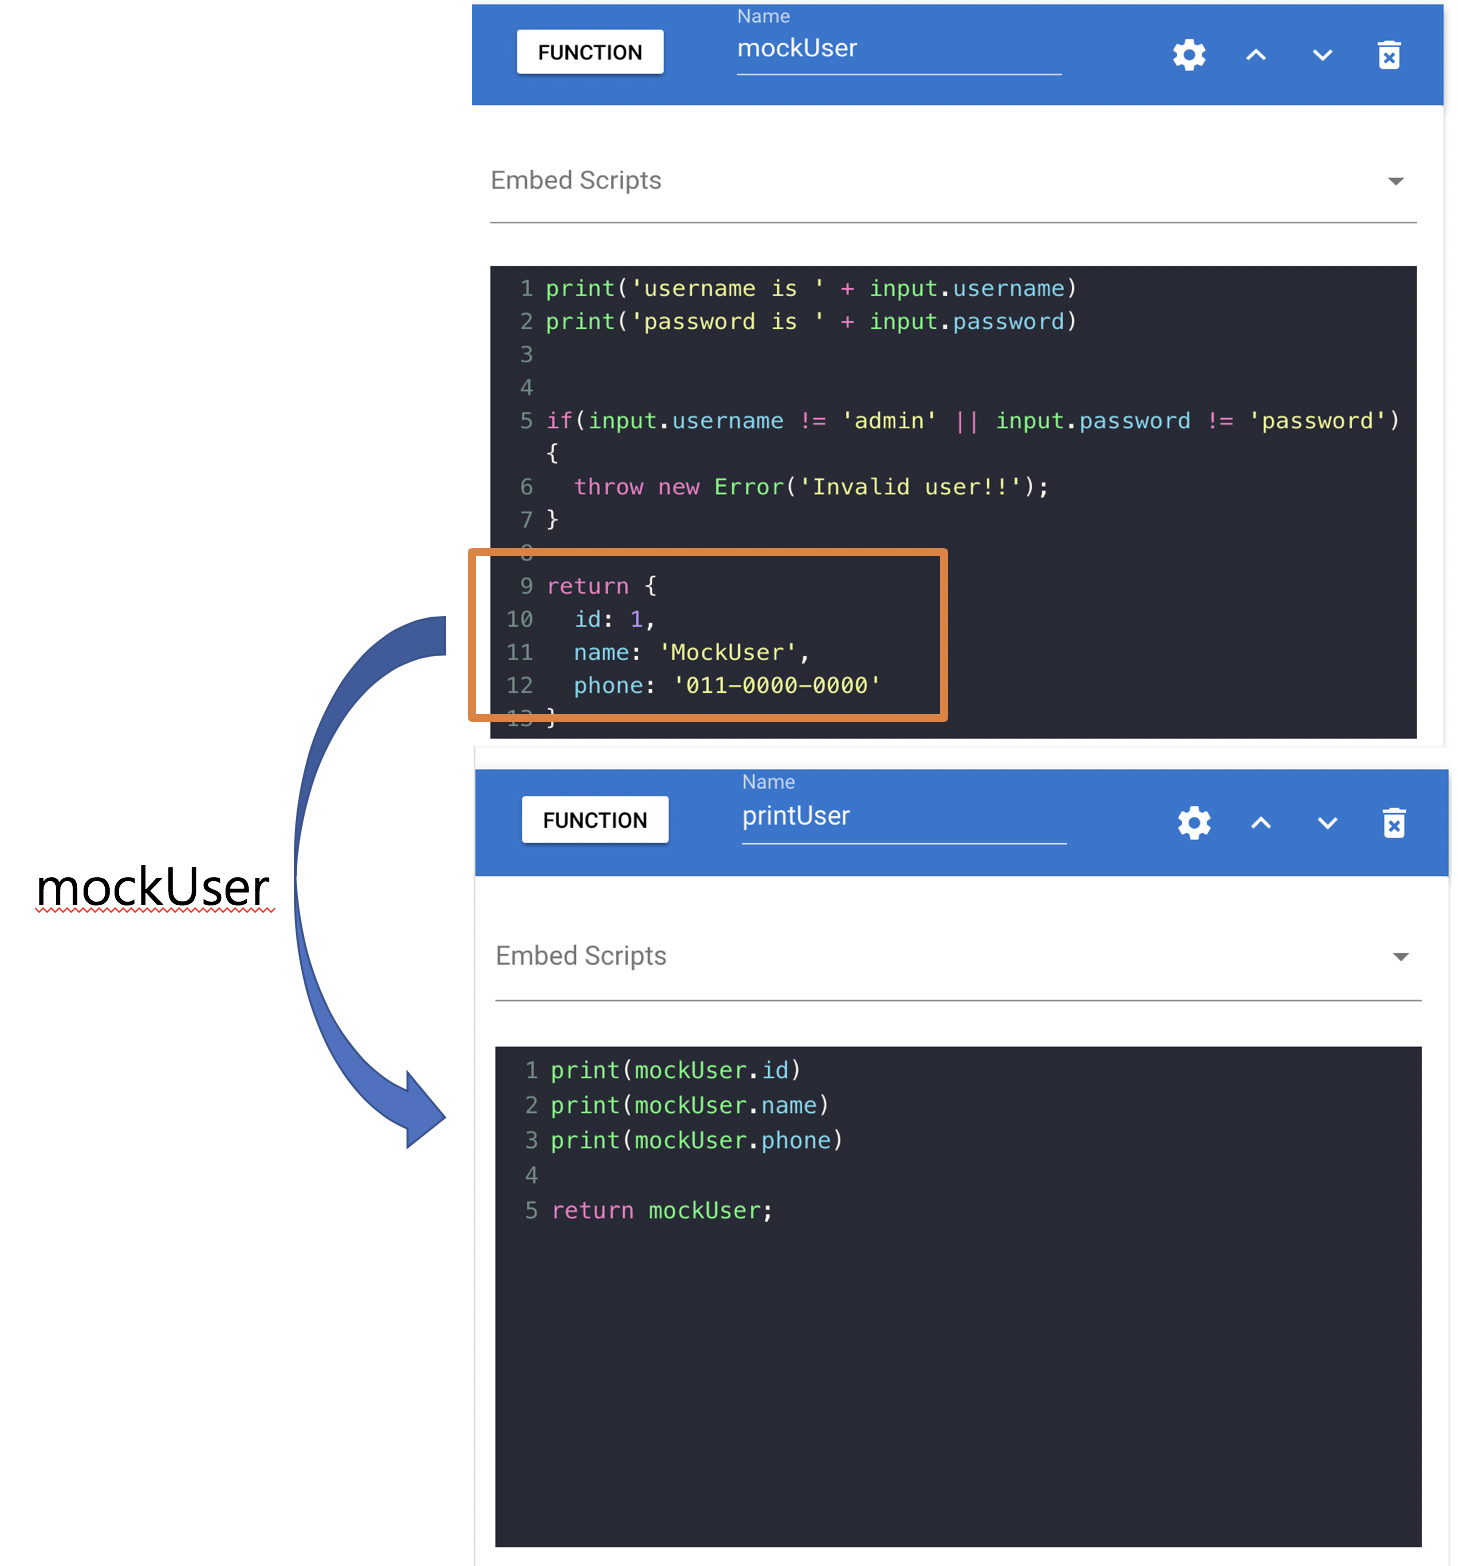 Name
FUNCTION
mockUser
Embed Scripts
1 print('username is ' + input.username)
2 print('password is ' + input.password)
3
4
5 if(input.username != 'admin' || input.password != 'password')
{
6   throw new Error('Invalid user!!');
7 }
8
9 return {
10   id: 1,
11   name: 'MockUser',
12   phone: '011-0000-0000'
13 }
Name
FUNCTION
printUser
mockUser
Embed Scripts
1 print(mockUser.id)
2 print(mockUser.name)
3 print(mockUser.phone)
4
5 return mockUser;